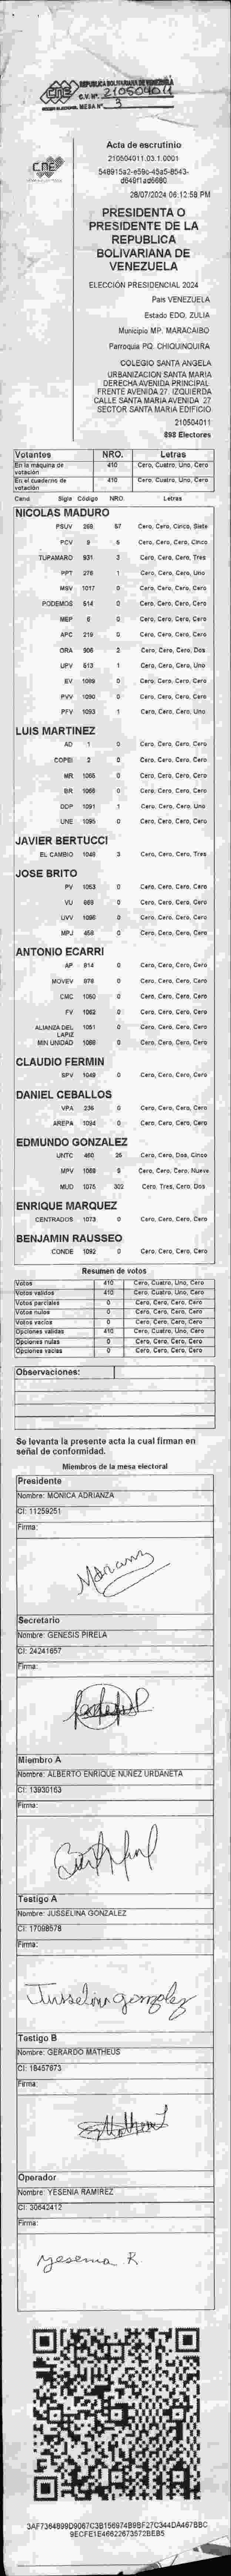 CNE
REPUBLICA BOLIVARIANA DE VENEZUELA
C.V. Nº 210504011
MESA Nº 3
CNE
Acta de escrutinio
210504011.03.1.0001
28/07/2024 06:12:58 PM
PRESIDENTA O
PRESIDENTE DE LA
REPUBLICA
BOLIVARIANA DE
VENEZUELA
ELECCIÓN PRESIDENCIAL 2024
Pais VENEZUELA
Estado EDO. ZULIA
Municipio MP. MARACAIBO
Parroquia PQ. CHIQUINQUIRA
COLEGIO SANTA ANGELA
URBANIZACION SANTA MARIA
DERECHA AVENIDA PRINCIPAL
FRENTE AVENIDA 27. IZQUIERDA
CALLE SANTA MARIA AVENIDA 27
SECTOR SANTA MARIA EDIFICIO
210504011
898 Electores
Votantes NRO. Letras
En la máquina de votación 410 Cero, Cuatro, Uno, Cero
En el cuaderno de votación 410 Cero, Cuatro, Uno, Cero
Cand Sigla Código NRO. Letras
NICOLAS MADURO
PSUV 268 57 Cero, Cero, Cinco, Siete
PCV 9 5 Cero, Cero, Cero, Cinco
TUPAMARO 931 3 Cero, Cero, Cero, Tres
PPT 276 1 Cero, Cero, Cero, Uno
MSV 1017 0 Cero, Cero, Cero, Cero
PODEMOS 514 0 Cero, Cero, Cero, Cero
MEP 6 0 Cero, Cero, Cero, Cero
APC 219 0 Cero, Cero, Cero, Cero
ORA 906 2 Cero, Cero, Cero, Dos
UPV 513 1 Cero, Cero, Cero, Uno
EV 1089 0 Cero, Cero, Cero, Cero
PVV 1090 0 Cero, Cero, Cero, Cero
PFV 1093 1 Cero, Cero, Cero, Uno
LUIS MARTINEZ
AD 1 0 Cero, Cero, Cero, Cero
COPEI 2 0 Cero, Cero, Cero, Cero
MR 1065 0 Cero, Cero, Cero, Cero
BR 1066 0 Cero, Cero, Cero, Cero
DDP 1091 1 Cero, Cero, Cero, Uno
UNE 1095 0 Cero, Cero, Cero, Cero
JAVIER BERTUCCI
EL CAMBIO 1048 3 Cero, Cero, Cero, Tres
JOSE BRITO
PV 1053 0 Cero, Cero, Cero, Cero
VU 669 0 Cero, Cero, Cero, Cero
UVV 1096 0 Cero, Cero, Cero, Cero
MPJ 458 0 Cero, Cero, Cero, Cero
ANTONIO ECARRI
AP 814 0 Cero, Cero, Cero, Cero
MOVEV 978 0 Cero, Cero, Cero, Cero
CMC 1050 0 Cero, Cero, Cero, Cero
FV 1062 0 Cero, Cero, Cero, Cero
ALIANZA DEL LAPIZ 1051 0 Cero, Cero, Cero, Cero
MIN UNIDAD 1088 0 Cero, Cero, Cero, Cero
CLAUDIO FERMIN
SPV 1049 0 Cero, Cero, Cero, Cero
DANIEL CEBALLOS
VPA 236 0 Cero, Cero, Cero, Cero
AREPA 1094 0 Cero, Cero, Cero, Cero
EDMUNDO GONZALEZ
UNTC 460 25 Cero, Cero, Dos, Cinco
MPV 1069 9 Cero, Cero, Cero, Nueve
MUD 1075 302 Cero, Tres, Cero, Dos
ENRIQUE MARQUEZ
CENTRADOS 1073 0 Cero, Cero, Cero, Cero
BENJAMIN RAUSSEO
CONDE 1092 0 Cero, Cero, Cero, Cero
Resumen de votos
Votos 410 Cero, Cuatro, Uno, Cero
Votos validos 410 Cero, Cuatro, Uno, Cero
Votos parciales 0 Cero, Cero, Cero, Cero
Votos nulos 0 Cero, Cero, Cero, Cero
Votos vacios 0 Cero, Cero, Cero, Cero
Opciones validas 410 Cero, Cuatro, Uno, Cero
Opciones nulas 0 Cero, Cero, Cero, Cero
Opciones vacias 0 Cero, Cero, Cero, Cero
Observaciones:
Se levanta la presente acta la cual firman en
señal de conformidad.
Miembros de la mesa electoral
Presidente
Nombre: MONICA ADRIANZA
CI: 11259251
Firma:
Secretario
Nombre: GENESIS PIRELA
CI: 24241657
Firma:
Miembro A
Nombre: ALBERTO ENRIQUE NUÑEZ URDANETA
CI: 13930163
Firma:
Testigo A
Nombre: JUSSELINA GONZALEZ
CI: 17098578
Firma:
Jusselina gonzalez
Testigo B
Nombre: GERARDO MATHEUS
CI: 18457673
Firma:
Operador
Nombre: YESENIA RAMIREZ
CI: 30642412
Firma:
Yesenia R.